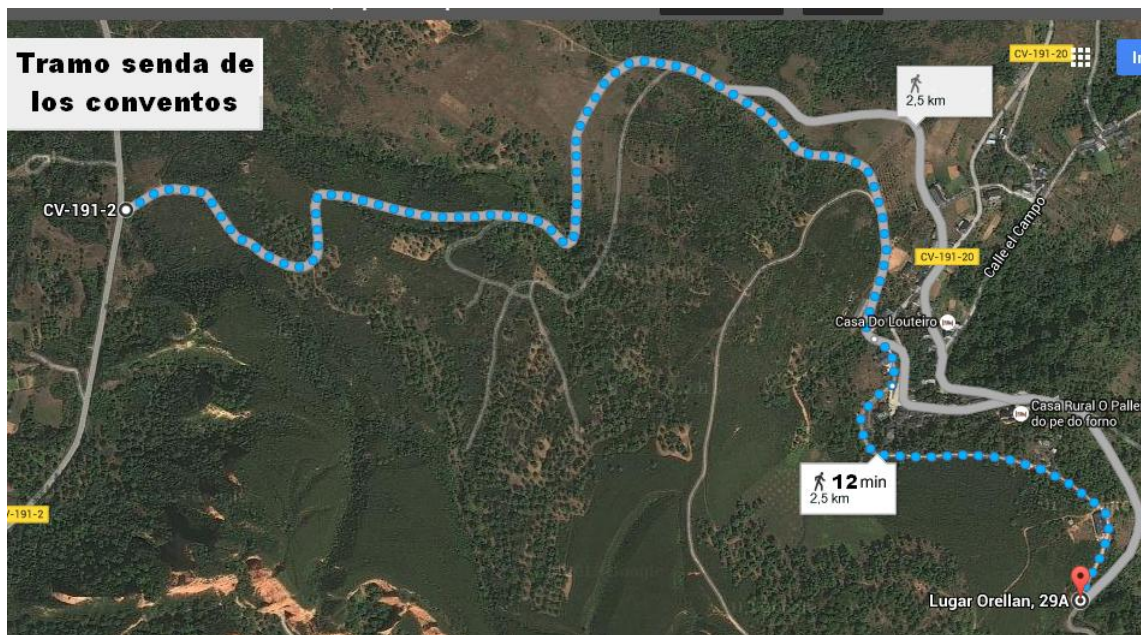 Tramo senda de
los conventos
CV-191-20
2,5 km
CV-191-2
Calle el Campo
CV-191-20
Casa Do Louteiro
Casa Rural O Palle
do pe do forno
12 min
2,5 km
/-191-2
Lugar Orellan, 29A